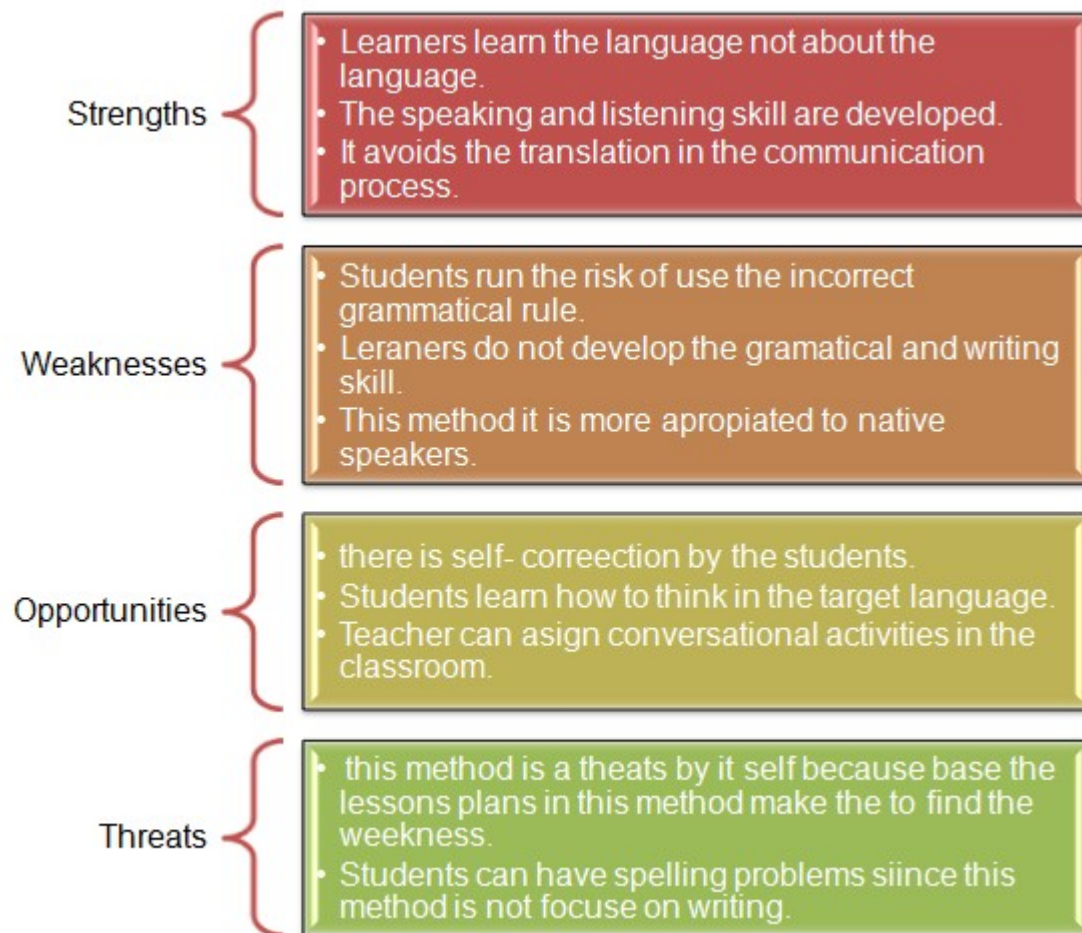 Strengths
• Learners learn the language not about the
language.
• The speaking and listening skill are developed.
• It avoids the translation in the communication
process.
Weaknesses
• Students run the risk of use the incorrect
grammatical rule.
• Leraners do not develop the gramatical and writing
skill.
• This method it is more apropiated to native
speakers.
Opportunities
• there is self- correection by the students.
• Students learn how to think in the target language.
• Teacher can asign conversational activities in the
classroom.
Threats
• this method is a theats by it self because base the
lessons plans in this method make the to find the
weekness.
• Students can have spelling problems siince this
method is not focuse on writing.